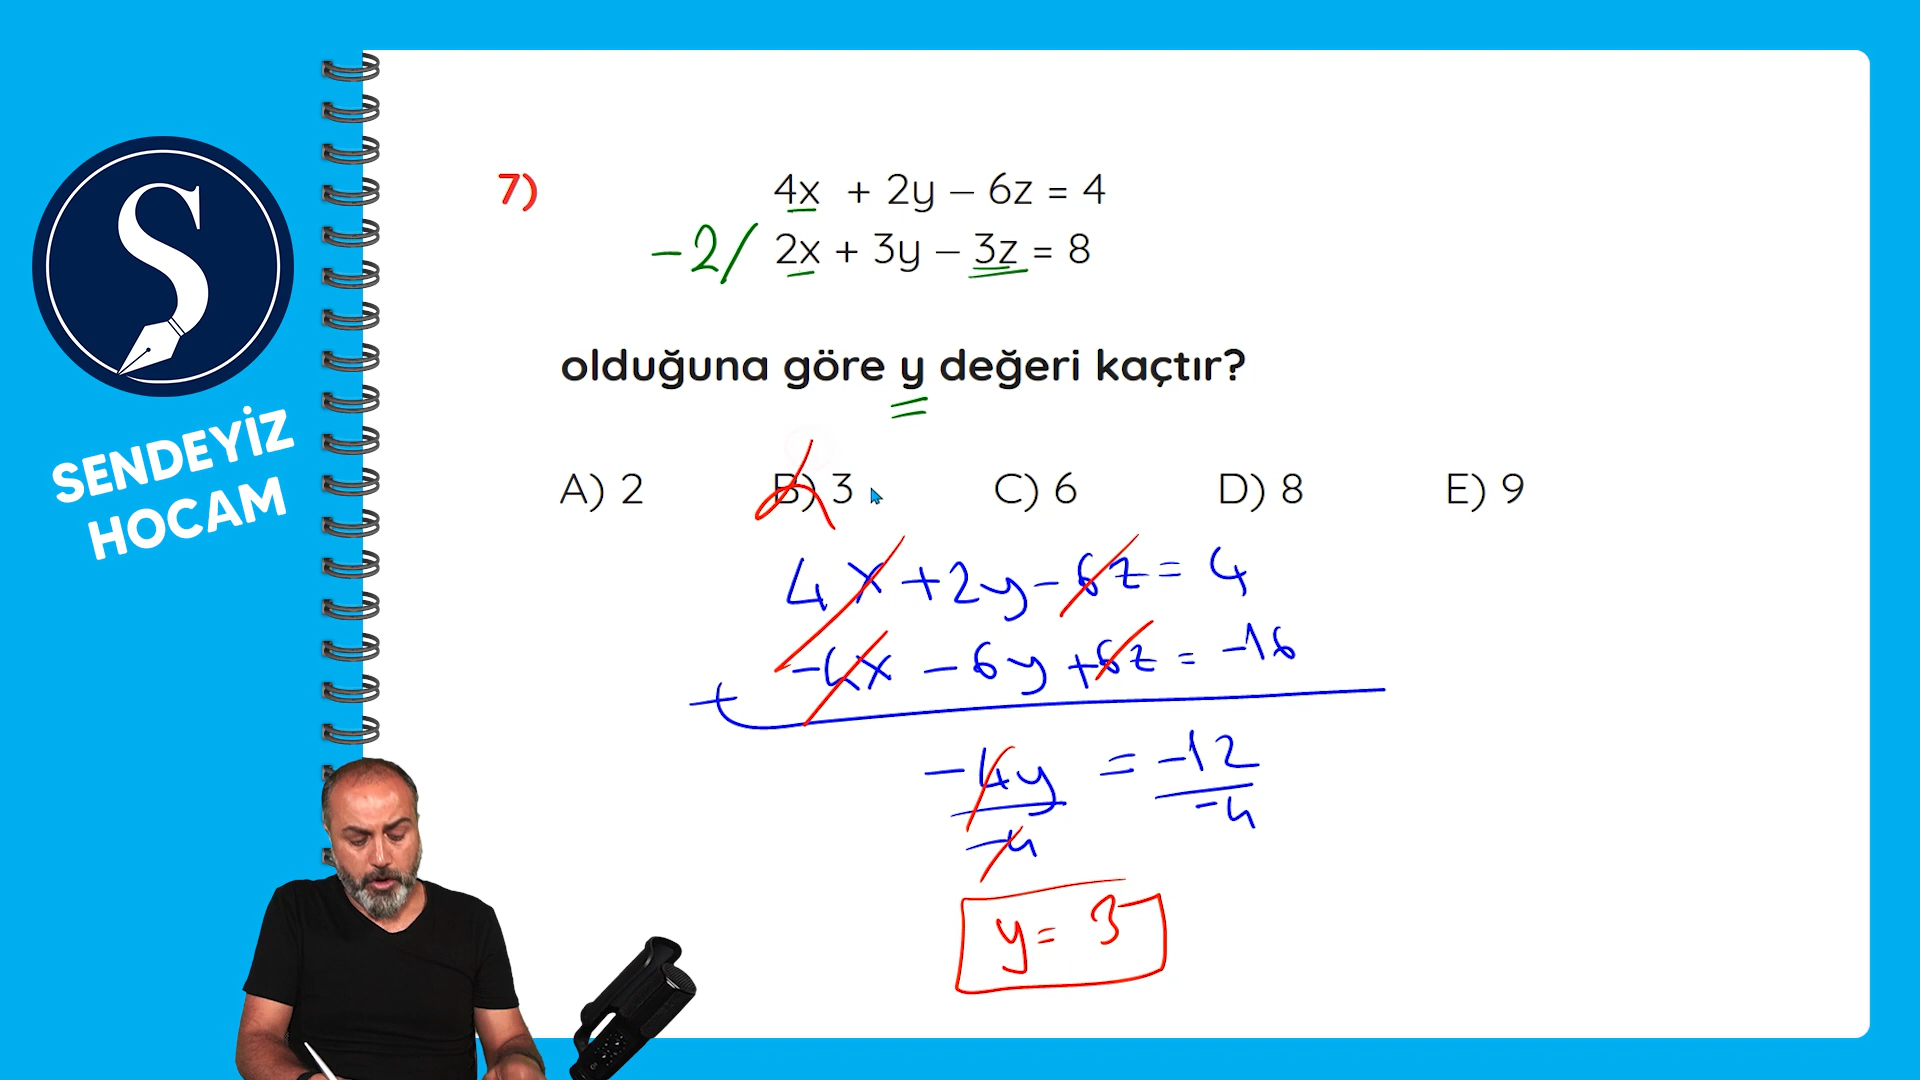 S
SENDEYİZ
HOCAM
7)
4x + 2y – 6z = 4
-2/ 2x + 3y – 3z = 8
olduğuna göre y değeri kaçtır?
A) 2 B) 3 C) 6 D) 8 E) 9
4x + 2y - 6z = 4
-4x - 6y + 6z = -16
+
-4y = -12
-4 -4
y = 3